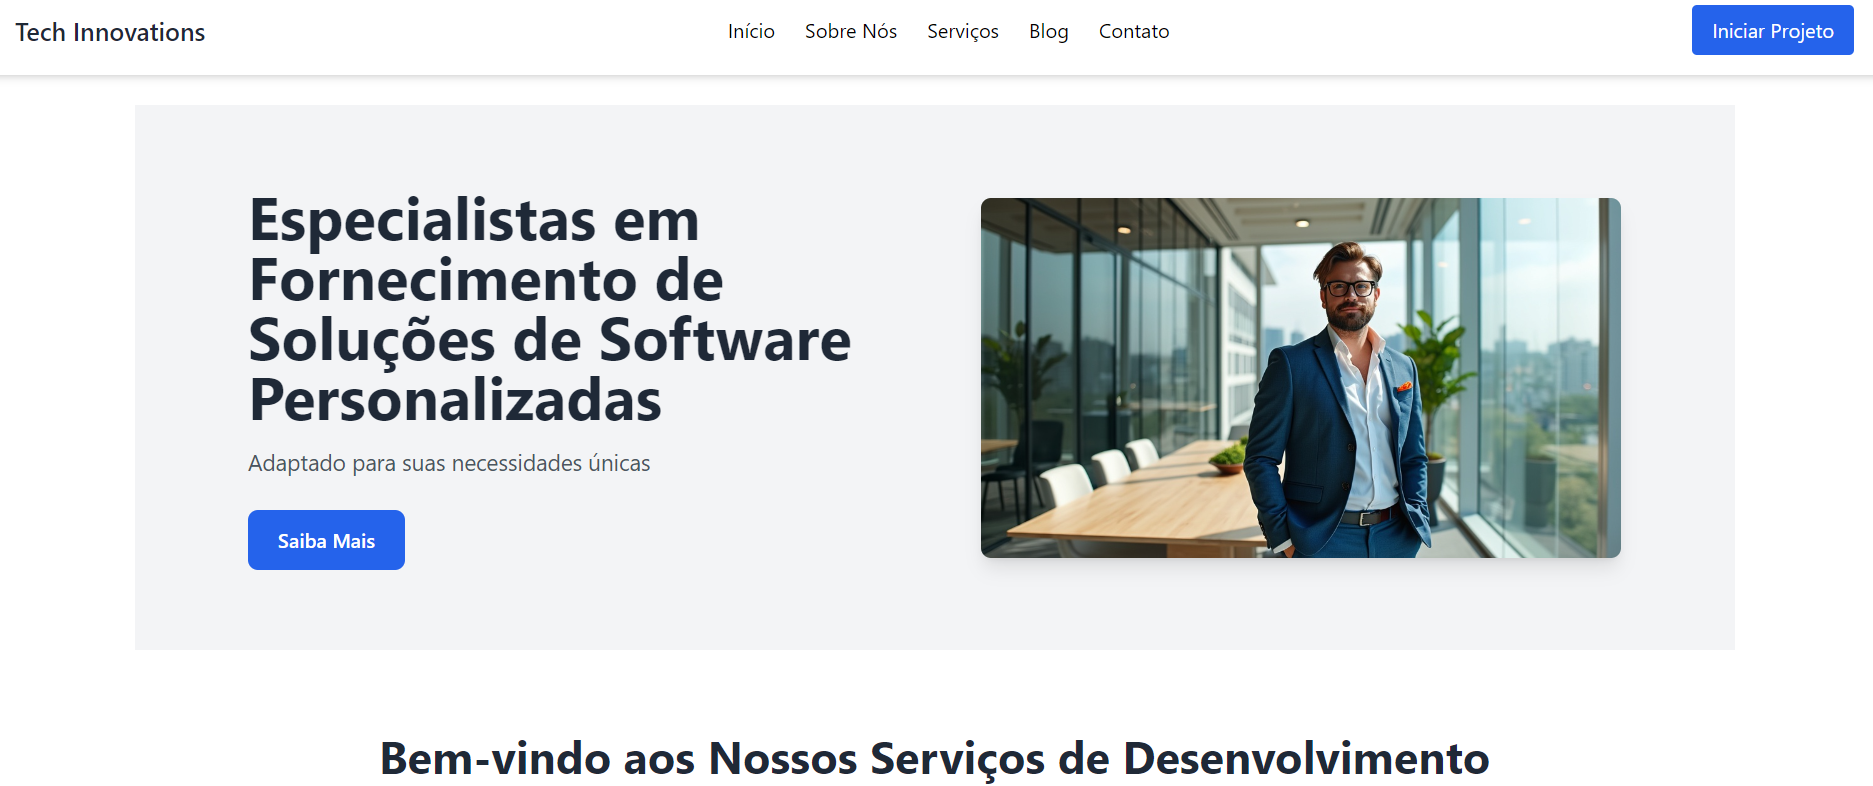 Tech Innovations
Início Sobre Nós Serviços Blog Contato
Iniciar Projeto
Especialistas em
Fornecimento de
Soluções de Software
Personalizadas
Adaptado para suas necessidades únicas
Saiba Mais
Bem-vindo aos Nossos Serviços de Desenvolvimento